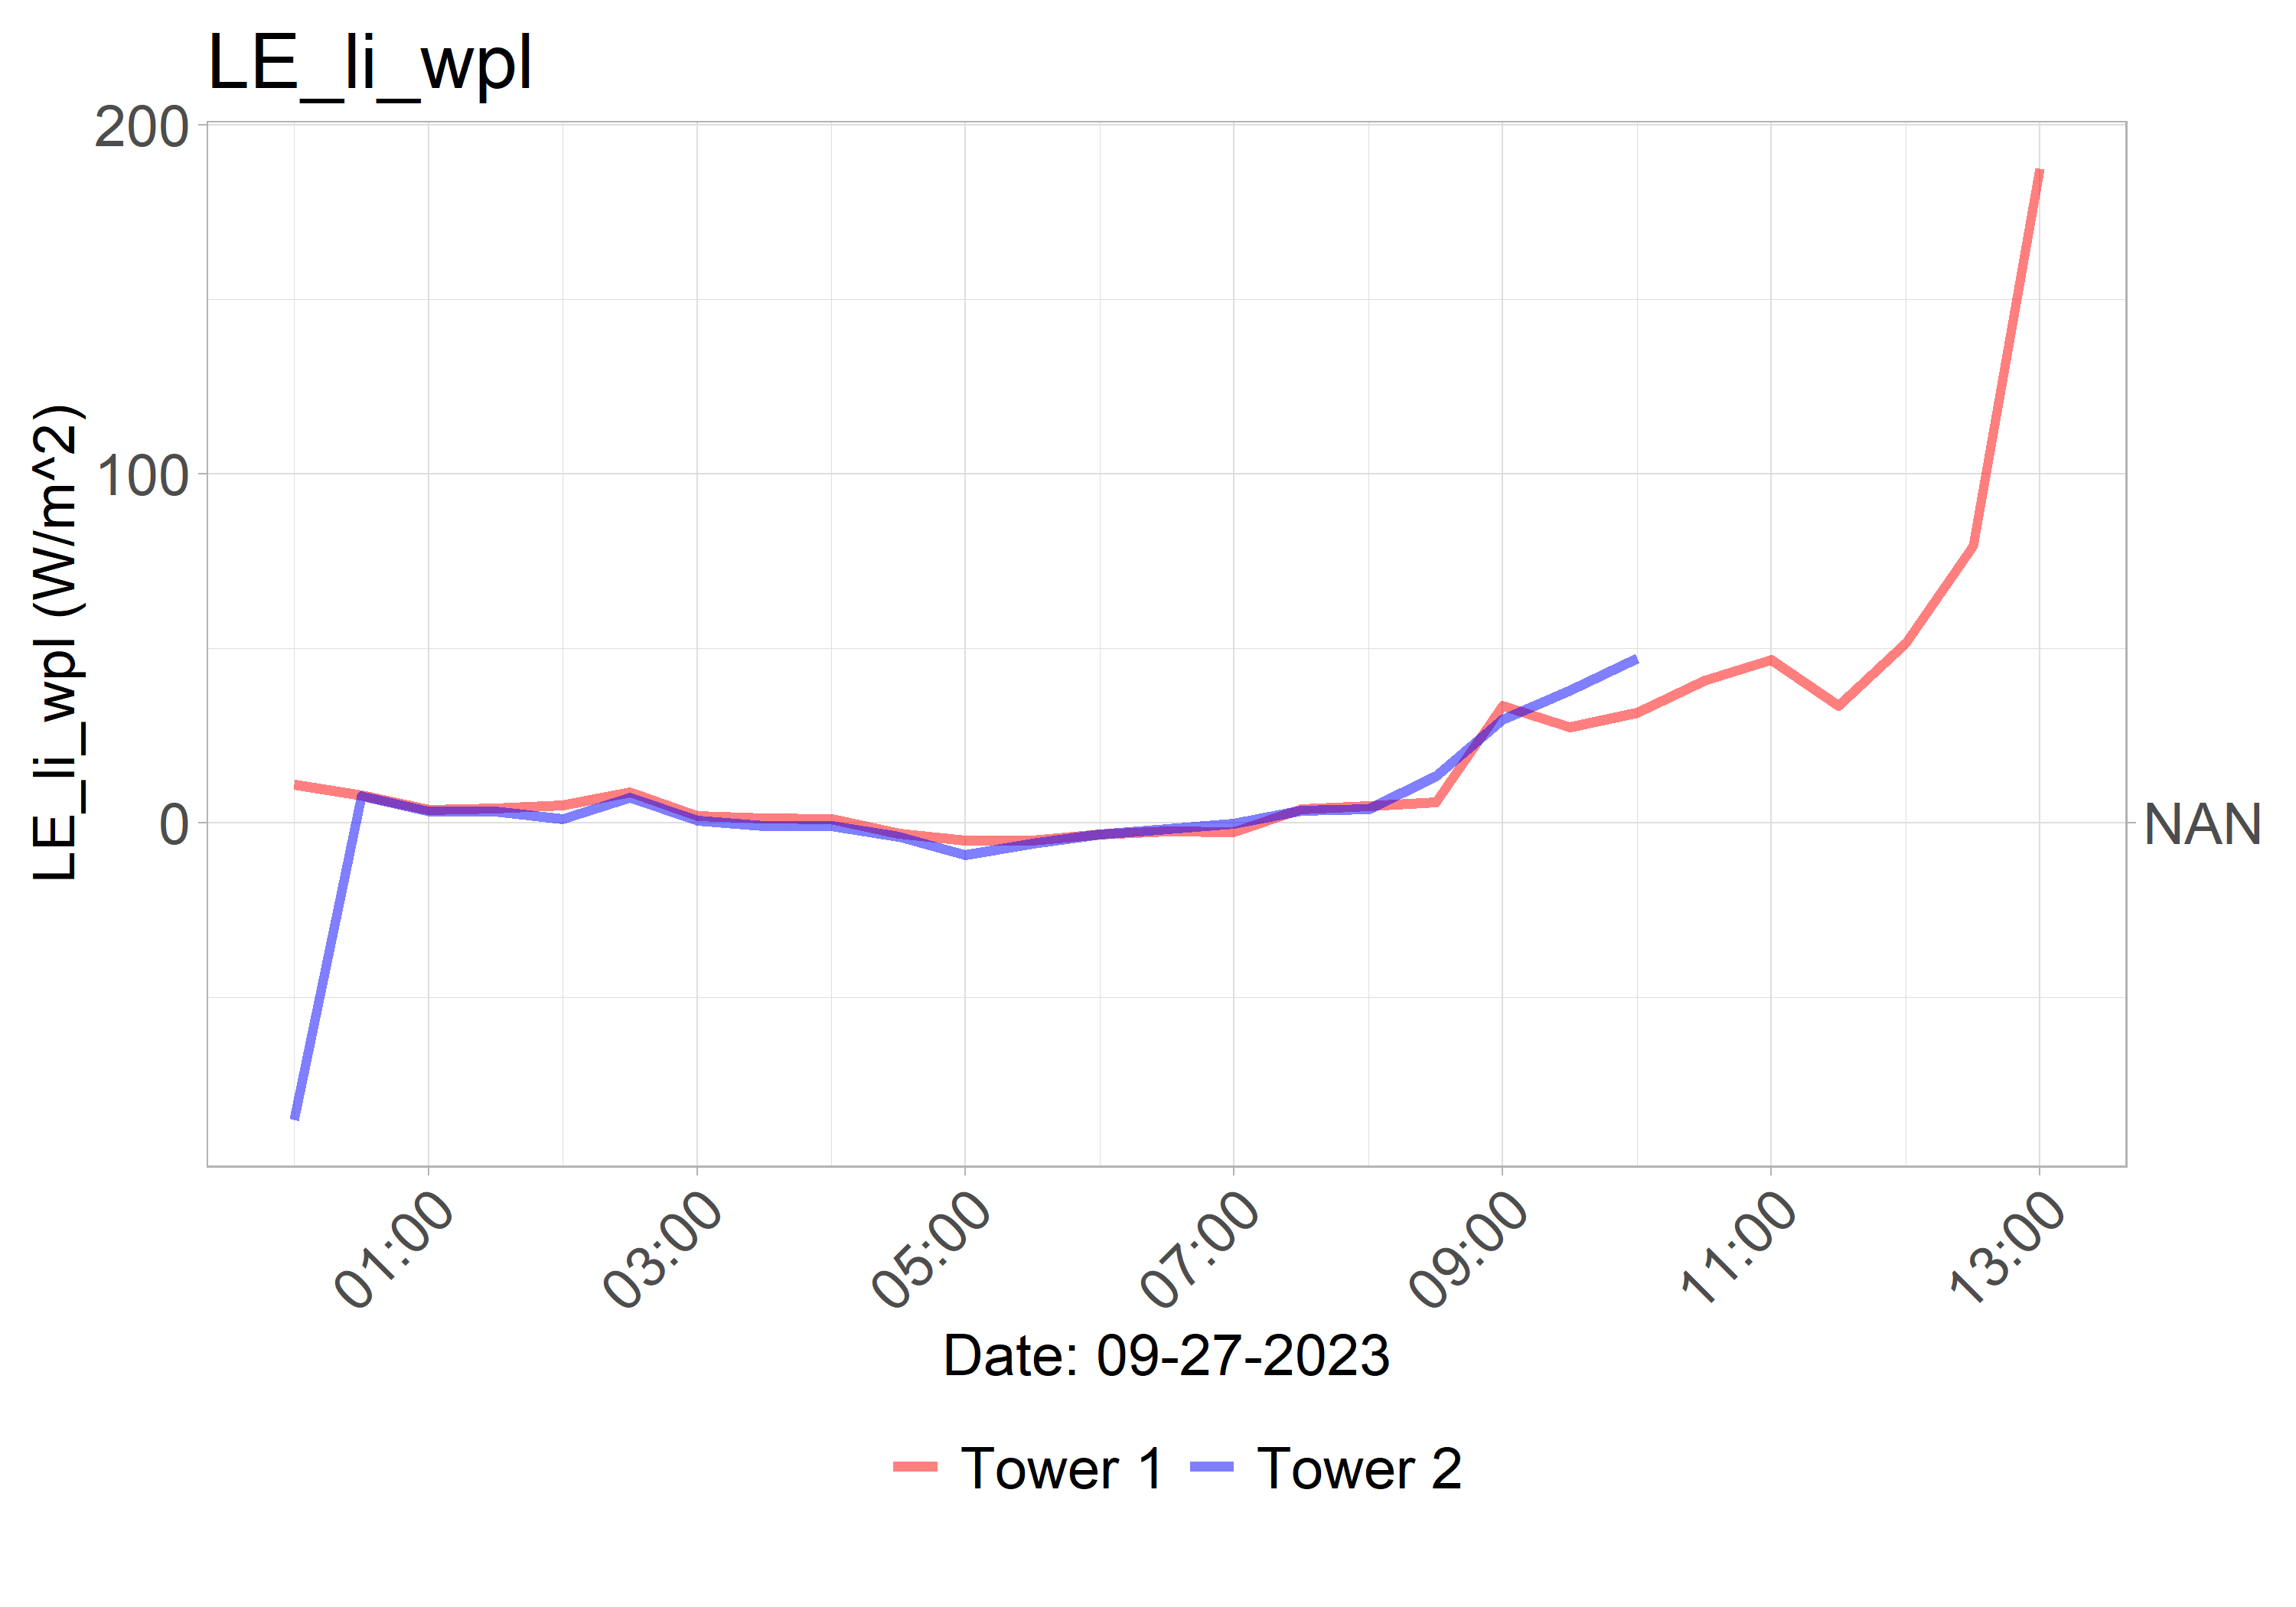 LE_li_wpl
200
100
0
NAN
LE_li_wpl (W/m^2)
01:00 03:00 05:00 07:00 09:00 11:00 13:00
Date: 09-27-2023
Tower 1 Tower 2